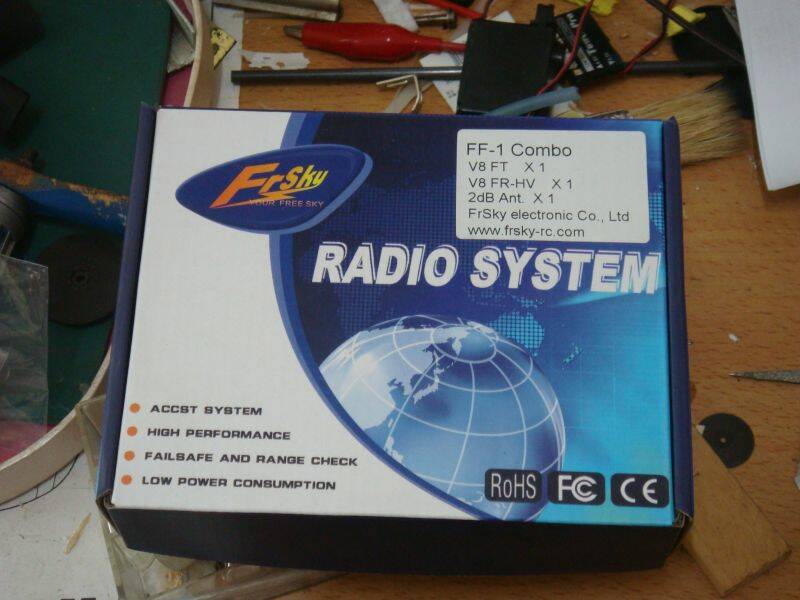 FrSky
YOUR FREE SKY
FF-1 Combo
V8 FT X 1
V8 FR-HV X 1
2dB Ant. X 1
FrSky electronic Co., Ltd
www.frsky-rc.com
RADIO SYSTEM
ACCST SYSTEM
HIGH PERFORMANCE
FAILSAFE AND RANGE CHECK
LOW POWER CONSUMPTION
RoHS FC CE